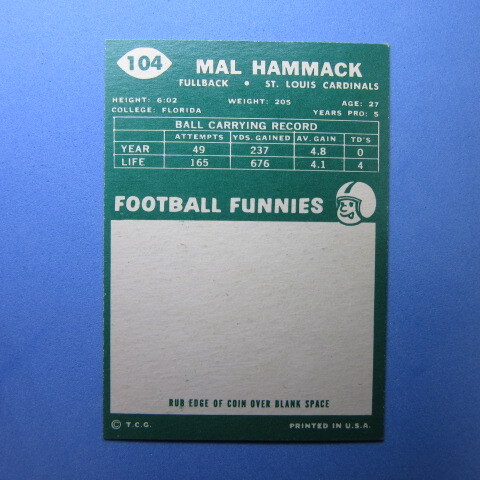 104
MAL HAMMACK
FULLBACK • ST. LOUIS CARDINALS
HEIGHT: 6:02 WEIGHT: 205 AGE: 27
COLLEGE: FLORIDA YEARS PRO: 5
BALL CARRYING RECORD
ATTEMPTS YDS. GAINED AV. GAIN TD'S
YEAR 49 237 4.8 0
LIFE 165 676 4.1 4
FOOTBALL FUNNIES
RUB EDGE OF COIN OVER BLANK SPACE
© T.C.G. PRINTED IN U.S.A.